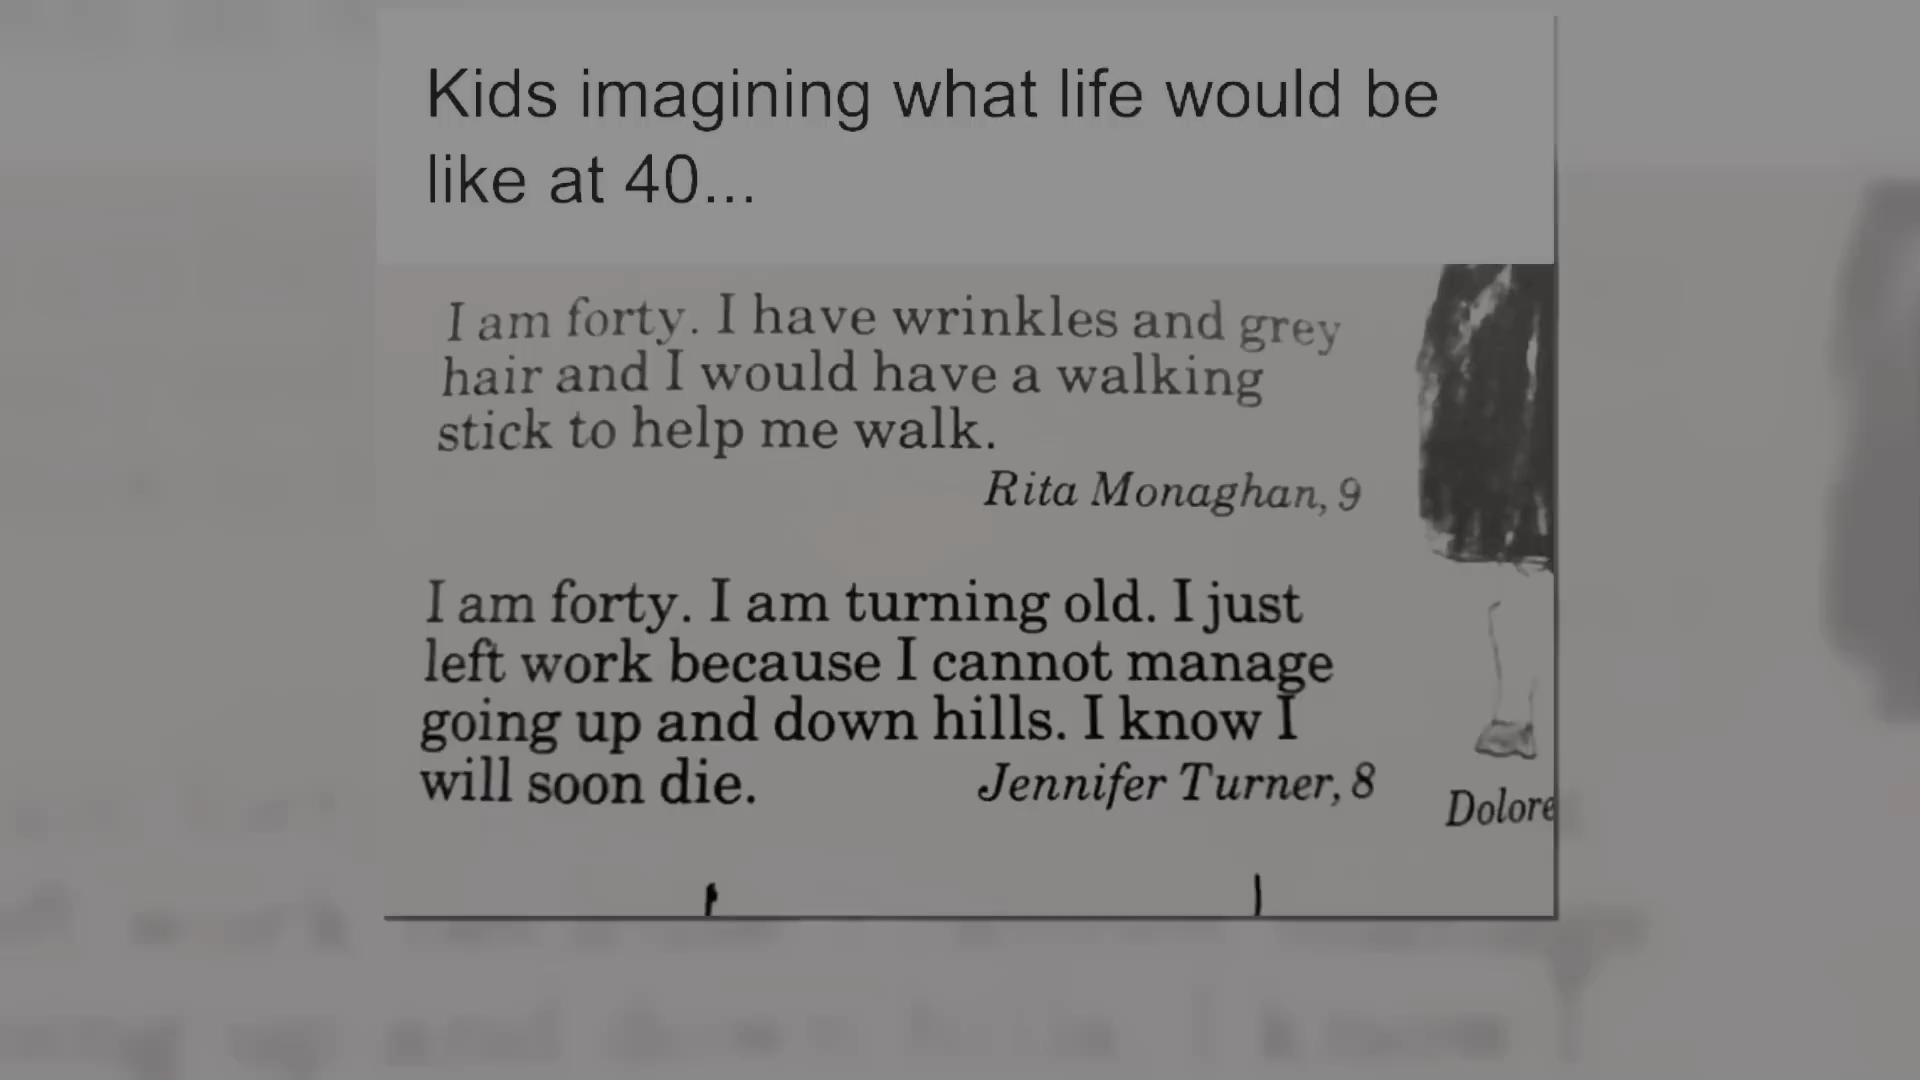 Kids imagining what life would be
like at 40...
I am forty. I have wrinkles and grey
hair and I would have a walking
stick to help me walk.
Rita Monaghan, 9
I am forty. I am turning old. I just
left work because I cannot manage
going up and down hills. I know I
will soon die. Jennifer Turner, 8
Dolore